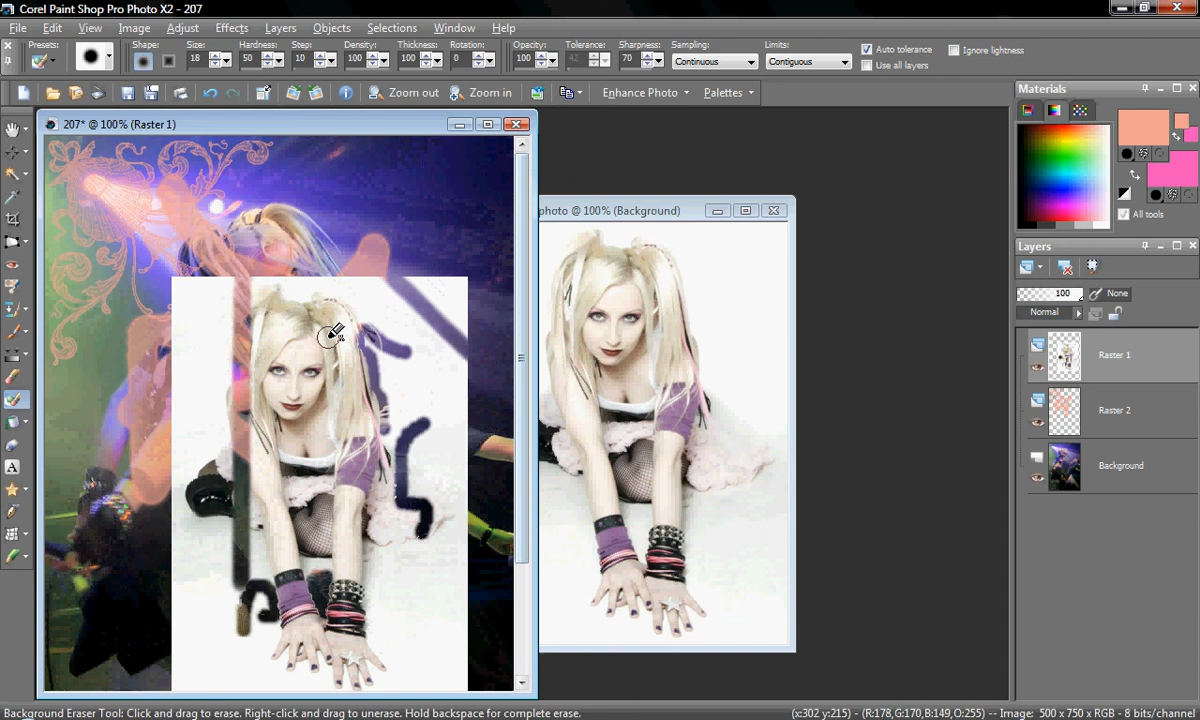 Corel Paint Shop Pro Photo X2 - 207
File Edit View Image Adjust Effects Layers Objects Selections Window Help
Presets: Shape: Size: Hardness: Step: Density: Thickness: Rotation: Opacity: Tolerance: Sharpness: Sampling: Limits:
18 50 10 100 100 0 100 42 70 Continuous Contiguous
Auto tolerance Ignore lightness
Use all layers
Zoom out Zoom in Enhance Photo Palettes
Materials
All tools
207* @ 100% (Raster 1)
photo @ 100% (Background)
Layers
100 None
Normal
Raster 1
Raster 2
Background
A
Background Eraser Tool: Click and drag to erase. Right-click and drag to unerase. Hold backspace for complete erase.
(x:302 y:215) - (R:178,G:170,B:149,O:255) -- Image: 500 x 750 x RGB - 8 bits/channel